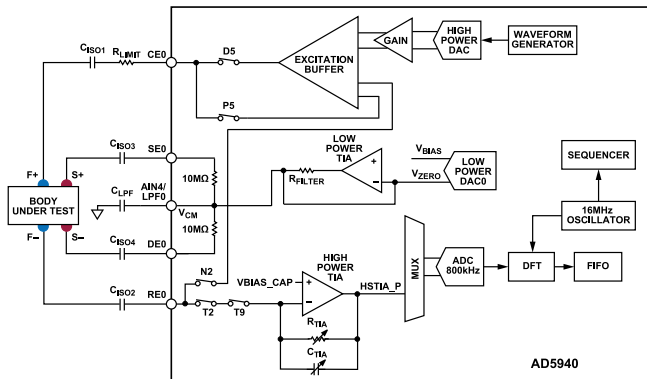 C_ISO1
R_LIMIT
CE0
D5
EXCITATION
BUFFER
GAIN
HIGH
POWER
DAC
WAVEFORM
GENERATOR
P5
C_ISO3
SE0
F+
S+
BODY
UNDER TEST
F−
S−
C_LPF
AIN4/
LPF0
V_CM
10MΩ
10MΩ
C_ISO4
DE0
R_FILTER
LOW
POWER
TIA
+
−
V_BIAS
V_ZERO
LOW
POWER
DAC0
SEQUENCER
16MHz
OSCILLATOR
C_ISO2
RE0
N2
T2
T9
VBIAS_CAP
HIGH
POWER
TIA
+
−
HSTIA_P
R_TIA
C_TIA
MUX
ADC
800kHz
DFT
FIFO
AD5940